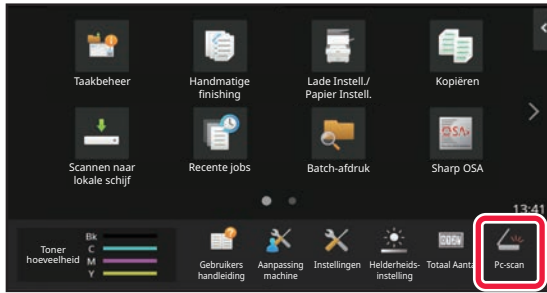 Taakbeheer
Handmatige
finishing
Lade Instell./
Papier Instell.
Kopiëren
Scannen naar
lokale schijf
Recente jobs
Batch-afdruk
Sharp OSA
13:41
Toner
hoeveelheid
Bk
C
M
Y
Gebruikers
handleiding
Aanpassing
machine
Instellingen
Helderheids-
instelling
Totaal Aanta
Pc-scan